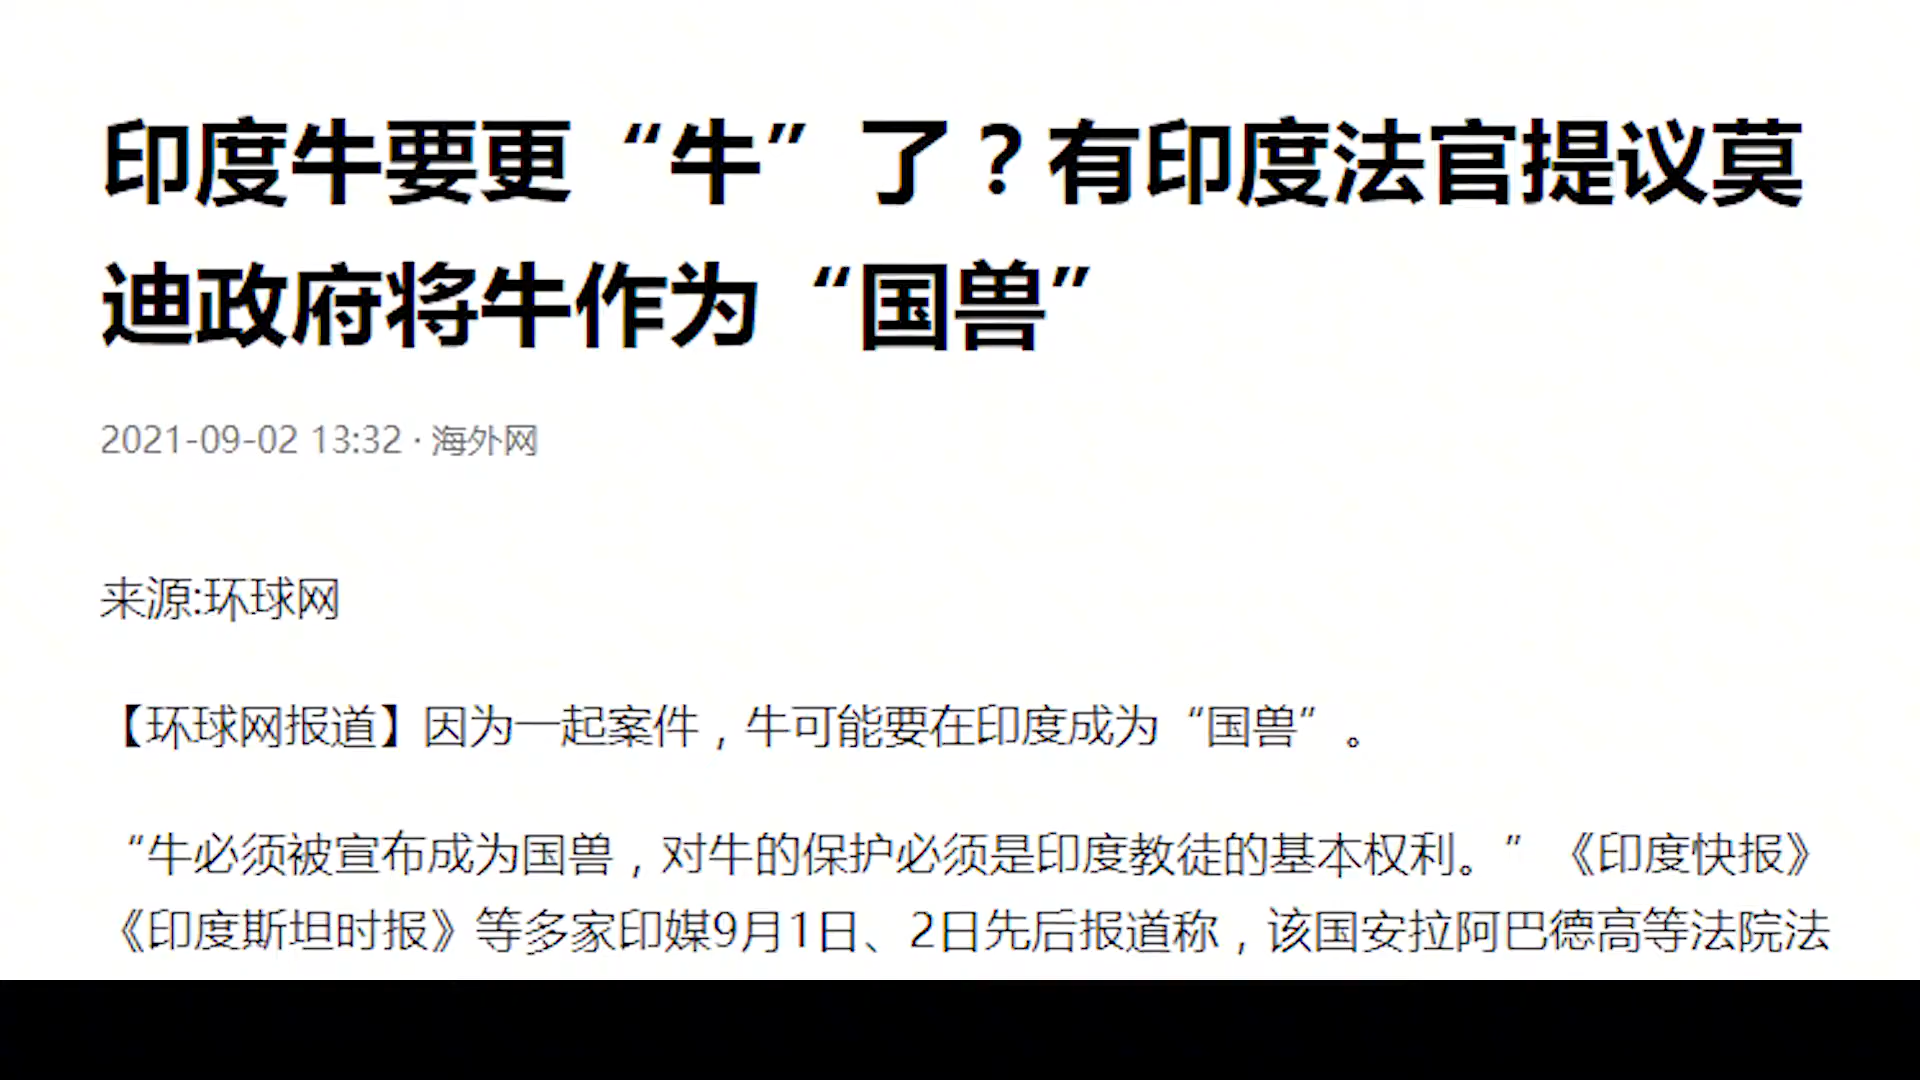 印度牛要更“牛”了？有印度法官提议莫
迪政府将牛作为“国兽”
2021-09-02 13:32 · 海外网
来源:环球网
【环球网报道】因为一起案件，牛可能要在印度成为“国兽”。
“牛必须被宣布成为国兽，对牛的保护必须是印度教徒的基本权利。”《印度快报》
《印度斯坦时报》等多家印媒9月1日、2日先后报道称，该国安拉阿巴德高等法院法